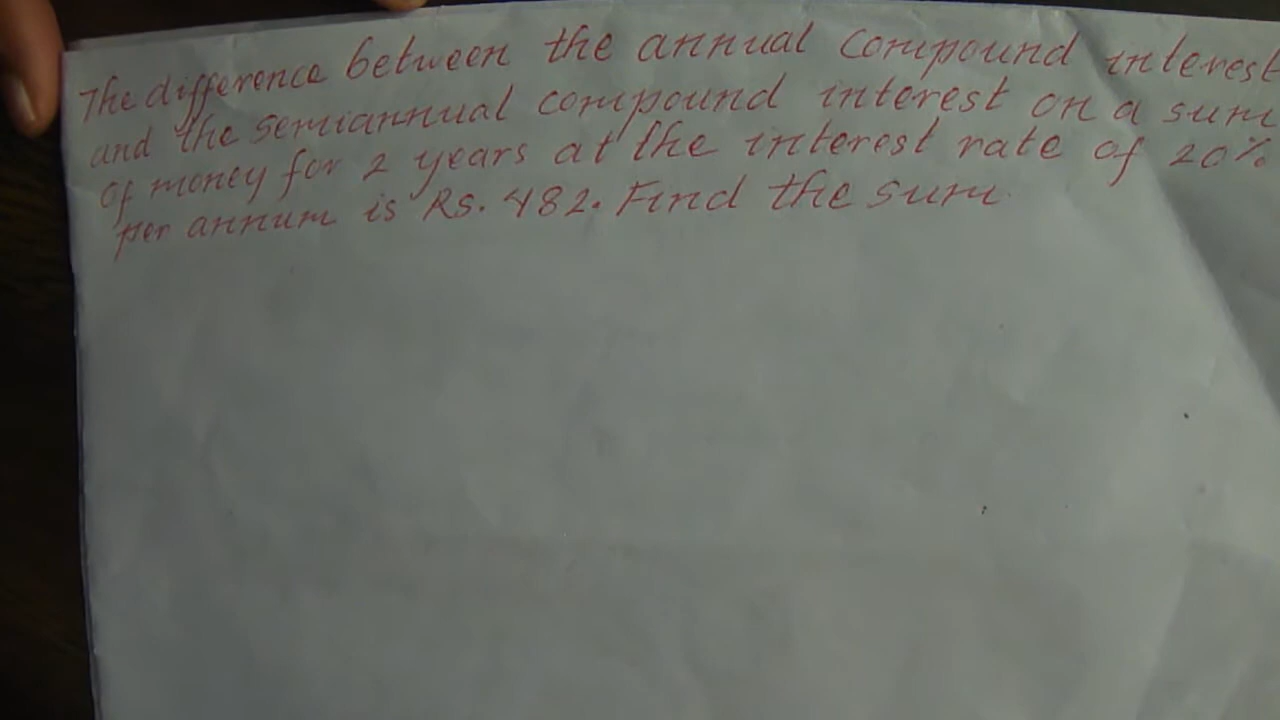 The difference between the annual compound interest
and the semiannual compound interest on a sum
of money for 2 years at the interest rate of 20%
per annum is Rs. 482. Find the sum.